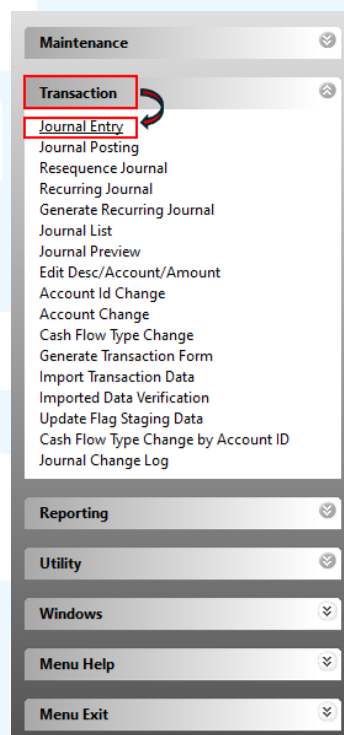 Maintenance
Transaction
Journal Entry
Journal Posting
Resequence Journal
Recurring Journal
Generate Recurring Journal
Journal List
Journal Preview
Edit Desc/Account/Amount
Account Id Change
Account Change
Cash Flow Type Change
Generate Transaction Form
Import Transaction Data
Imported Data Verification
Update Flag Staging Data
Cash Flow Type Change by Account ID
Journal Change Log
Reporting
Utility
Windows
Menu Help
Menu Exit